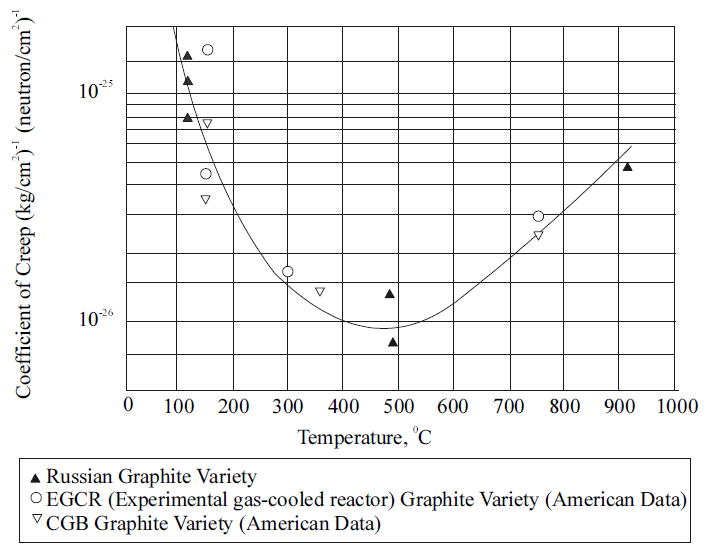 Coefficient of Creep (kg/cm²)⁻¹ (neutron/cm²)⁻¹
10⁻²⁵
10⁻²⁶
0 100 200 300 400 500 600 700 800 900 1000
Temperature, ⁰C
▲ Russian Graphite Variety
○ EGCR (Experimental gas-cooled reactor) Graphite Variety (American Data)
▽ CGB Graphite Variety (American Data)